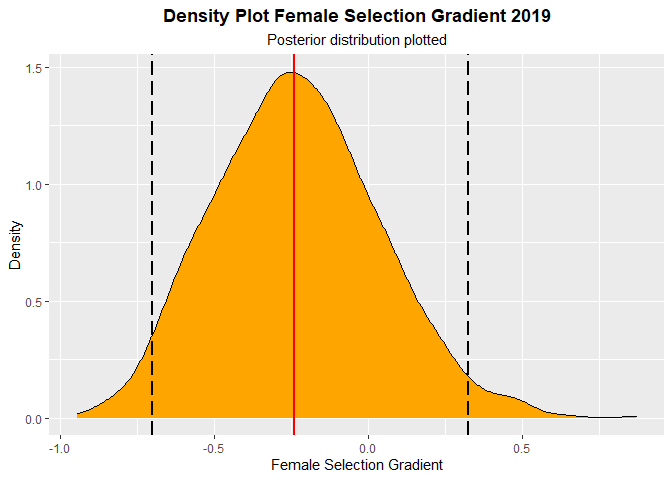 Density Plot Female Selection Gradient 2019
Posterior distribution plotted
1.5
1.0
0.5
0.0
Density
-1.0 -0.5 0.0 0.5
Female Selection Gradient